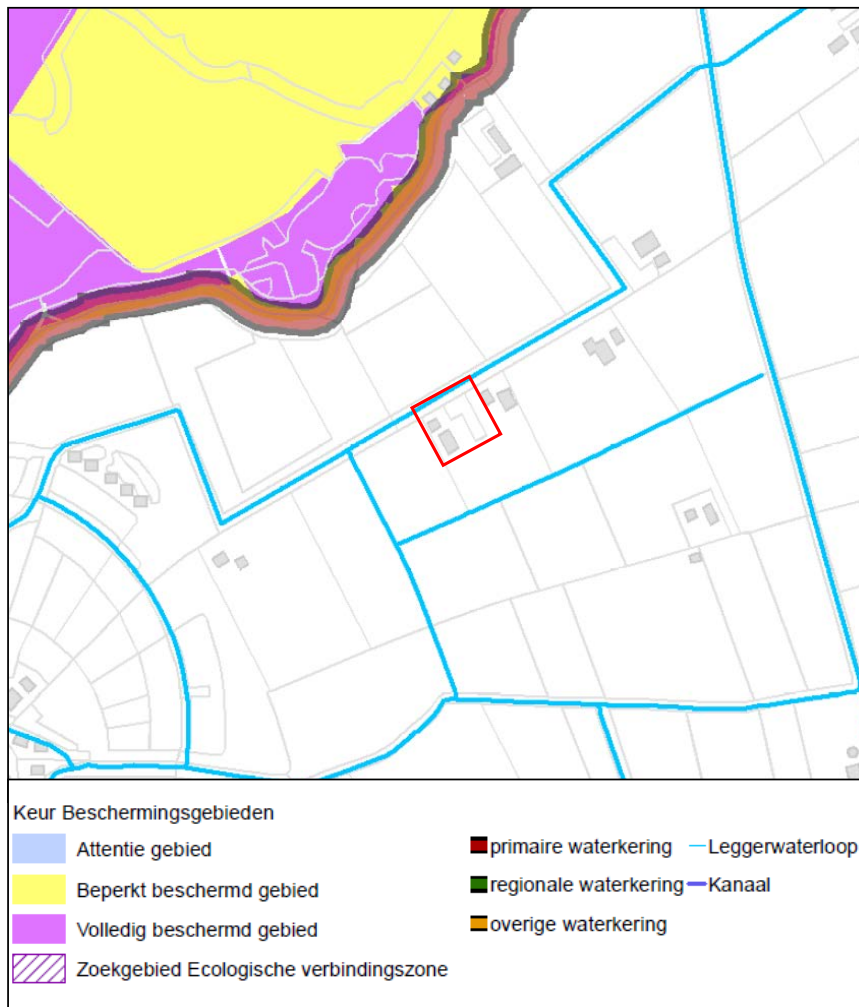 Keur Beschermingsgebieden
Attentie gebied
Beperkt beschermd gebied
Volledig beschermd gebied
Zoekgebied Ecologische verbindingszone
primaire waterkering
regionale waterkering
overige waterkering
Leggerwaterloop
Kanaal